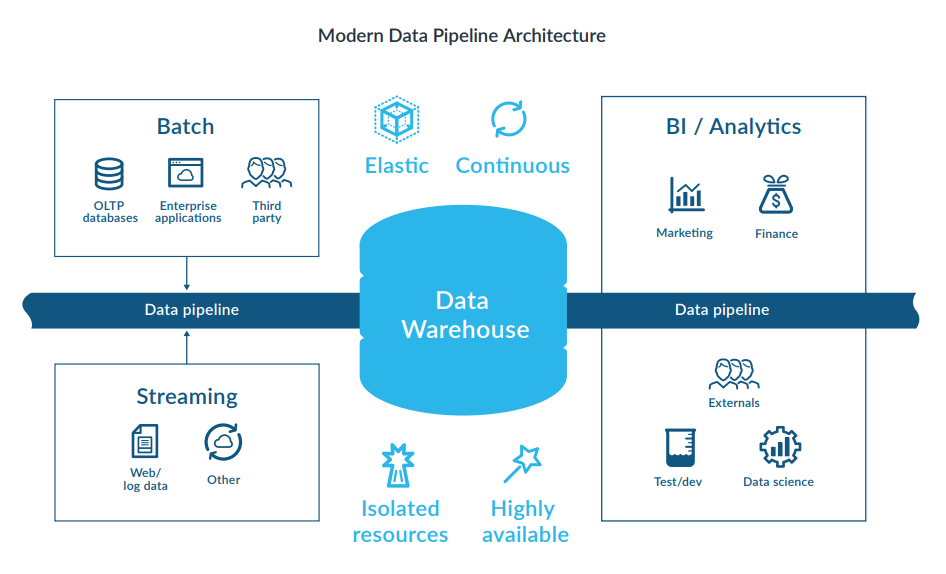 Modern Data Pipeline Architecture
Batch
OLTP
databases
Enterprise
applications
Third
party
Elastic
Continuous
BI / Analytics
Marketing
Finance
Data pipeline
Data
Warehouse
Data pipeline
Streaming
Web/
log data
Other
Isolated
resources
Highly
available
Externals
Test/dev
Data science